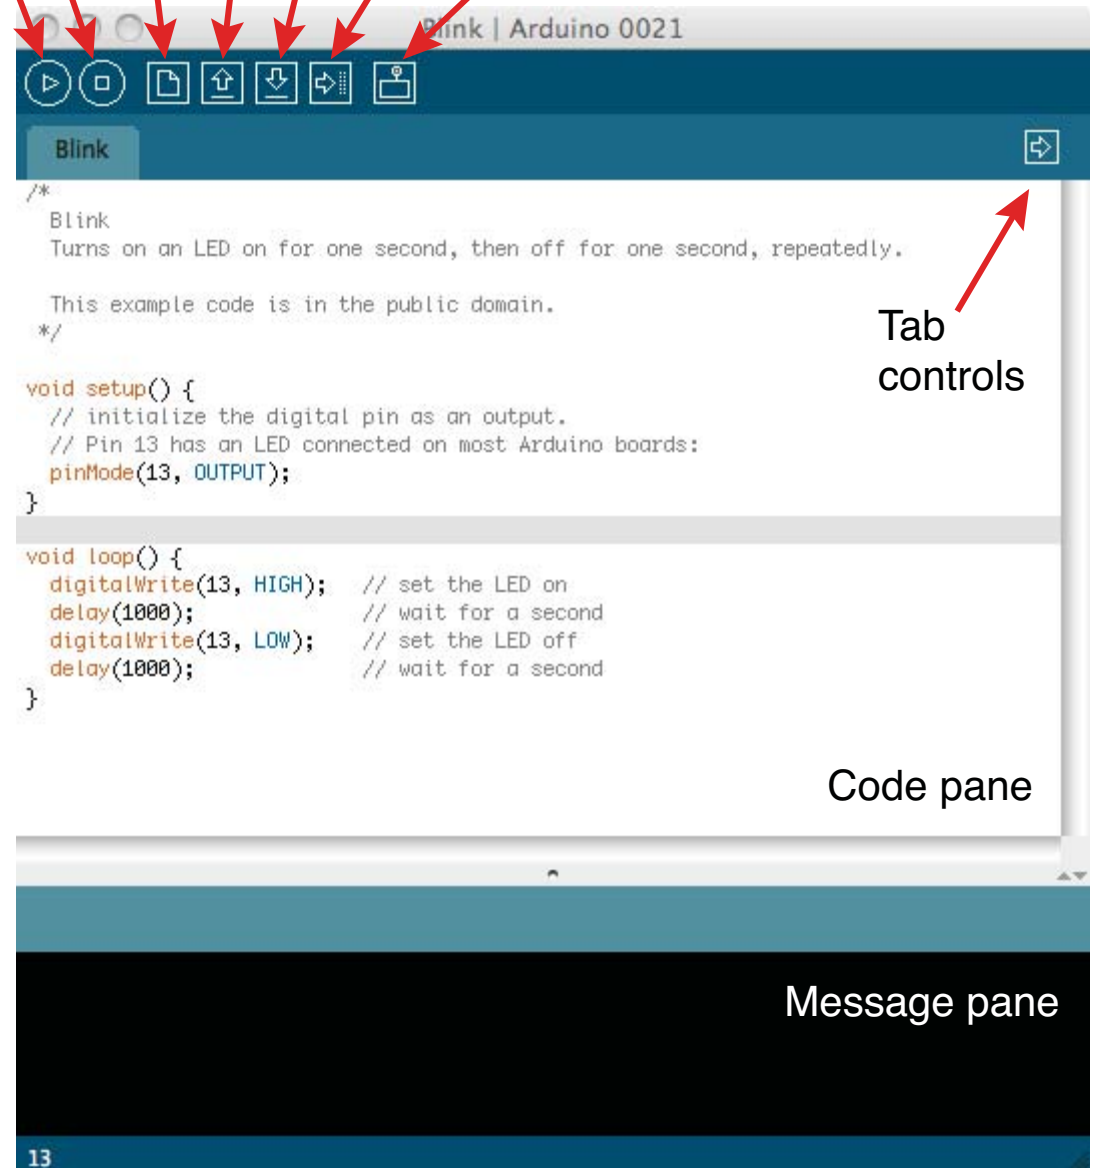 Blink | Arduino 0021
Blink
/*
  Blink
  Turns on an LED on for one second, then off for one second, repeatedly.

  This example code is in the public domain.
 */
Tab
controls

void setup() {
  // initialize the digital pin as an output.
  // Pin 13 has an LED connected on most Arduino boards:
  pinMode(13, OUTPUT);
}

void loop() {
  digitalWrite(13, HIGH);   // set the LED on
  delay(1000);              // wait for a second
  digitalWrite(13, LOW);    // set the LED off
  delay(1000);              // wait for a second
}
Code pane
Message pane
13